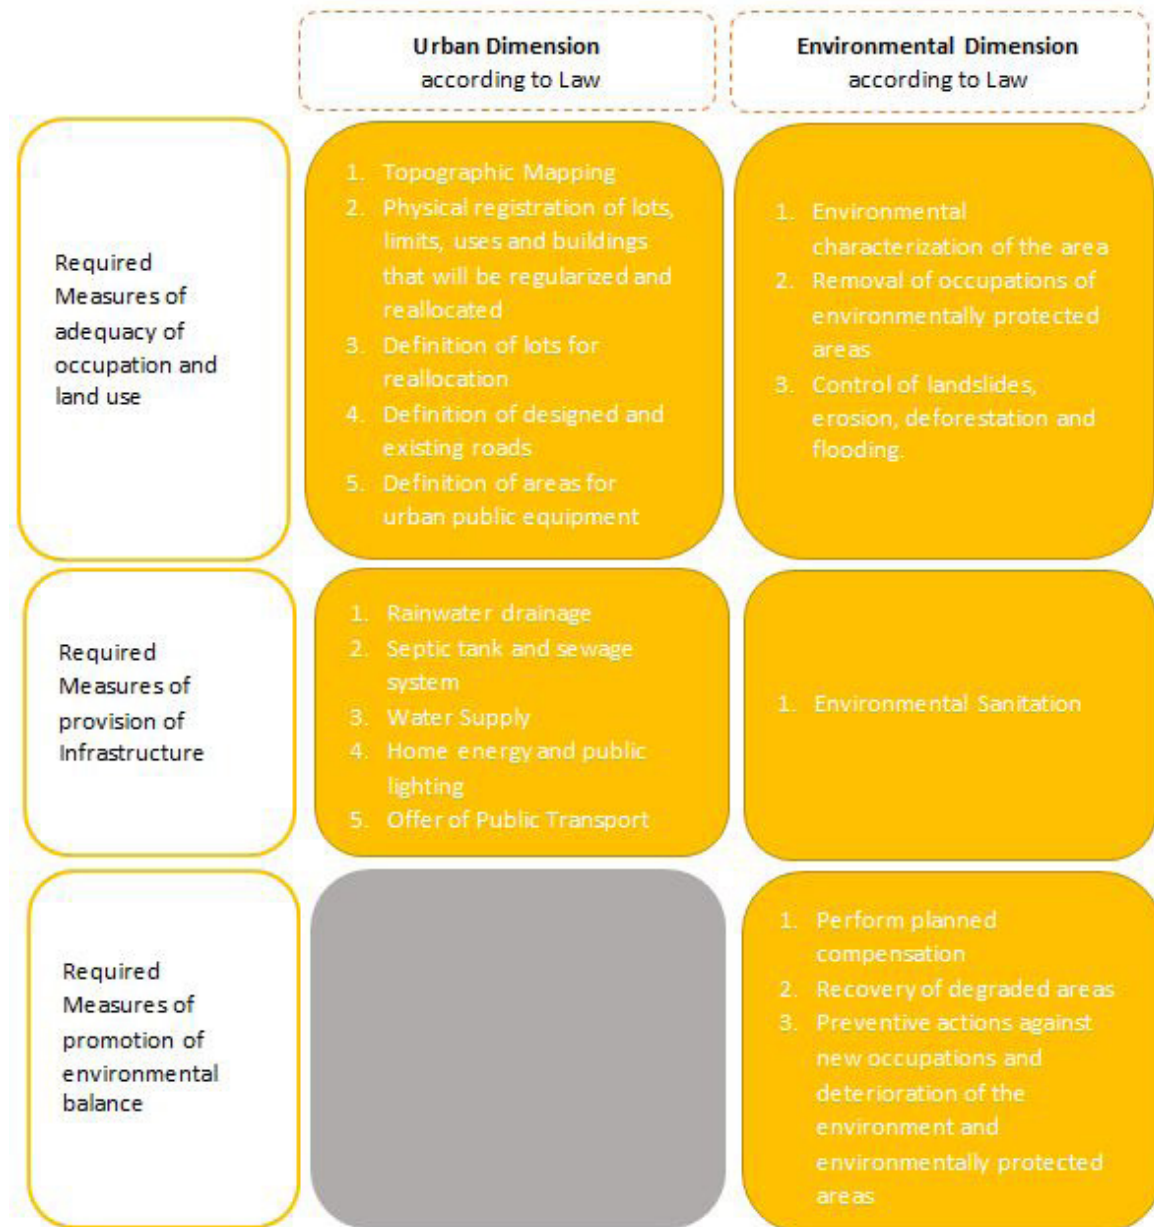 Urban Dimension
according to Law
Environmental Dimension
according to Law
Required
Measures of
adequacy of
occupation and
land use
1. Topographic Mapping
2. Physical registration of lots,
limits, uses and buildings
that will be regularized and
reallocated
3. Definition of lots for
reallocation
4. Definition of designed and
existing roads
5. Definition of areas for
urban public equipment
1. Environmental
characterization of the area
2. Removal of occupations of
environmentally protected
areas
3. Control of landslides,
erosion, deforestation and
flooding.
Required
Measures of
provision of
Infrastructure
1. Rainwater drainage
2. Septic tank and sewage
system
3. Water Supply
4. Home energy and public
lighting
5. Offer of Public Transport
1. Environmental Sanitation
Required
Measures of
promotion of
environmental
balance
1. Perform planned
compensation
2. Recovery of degraded areas
3. Preventive actions against
new occupations and
deterioration of the
environment and
environmentally protected
areas